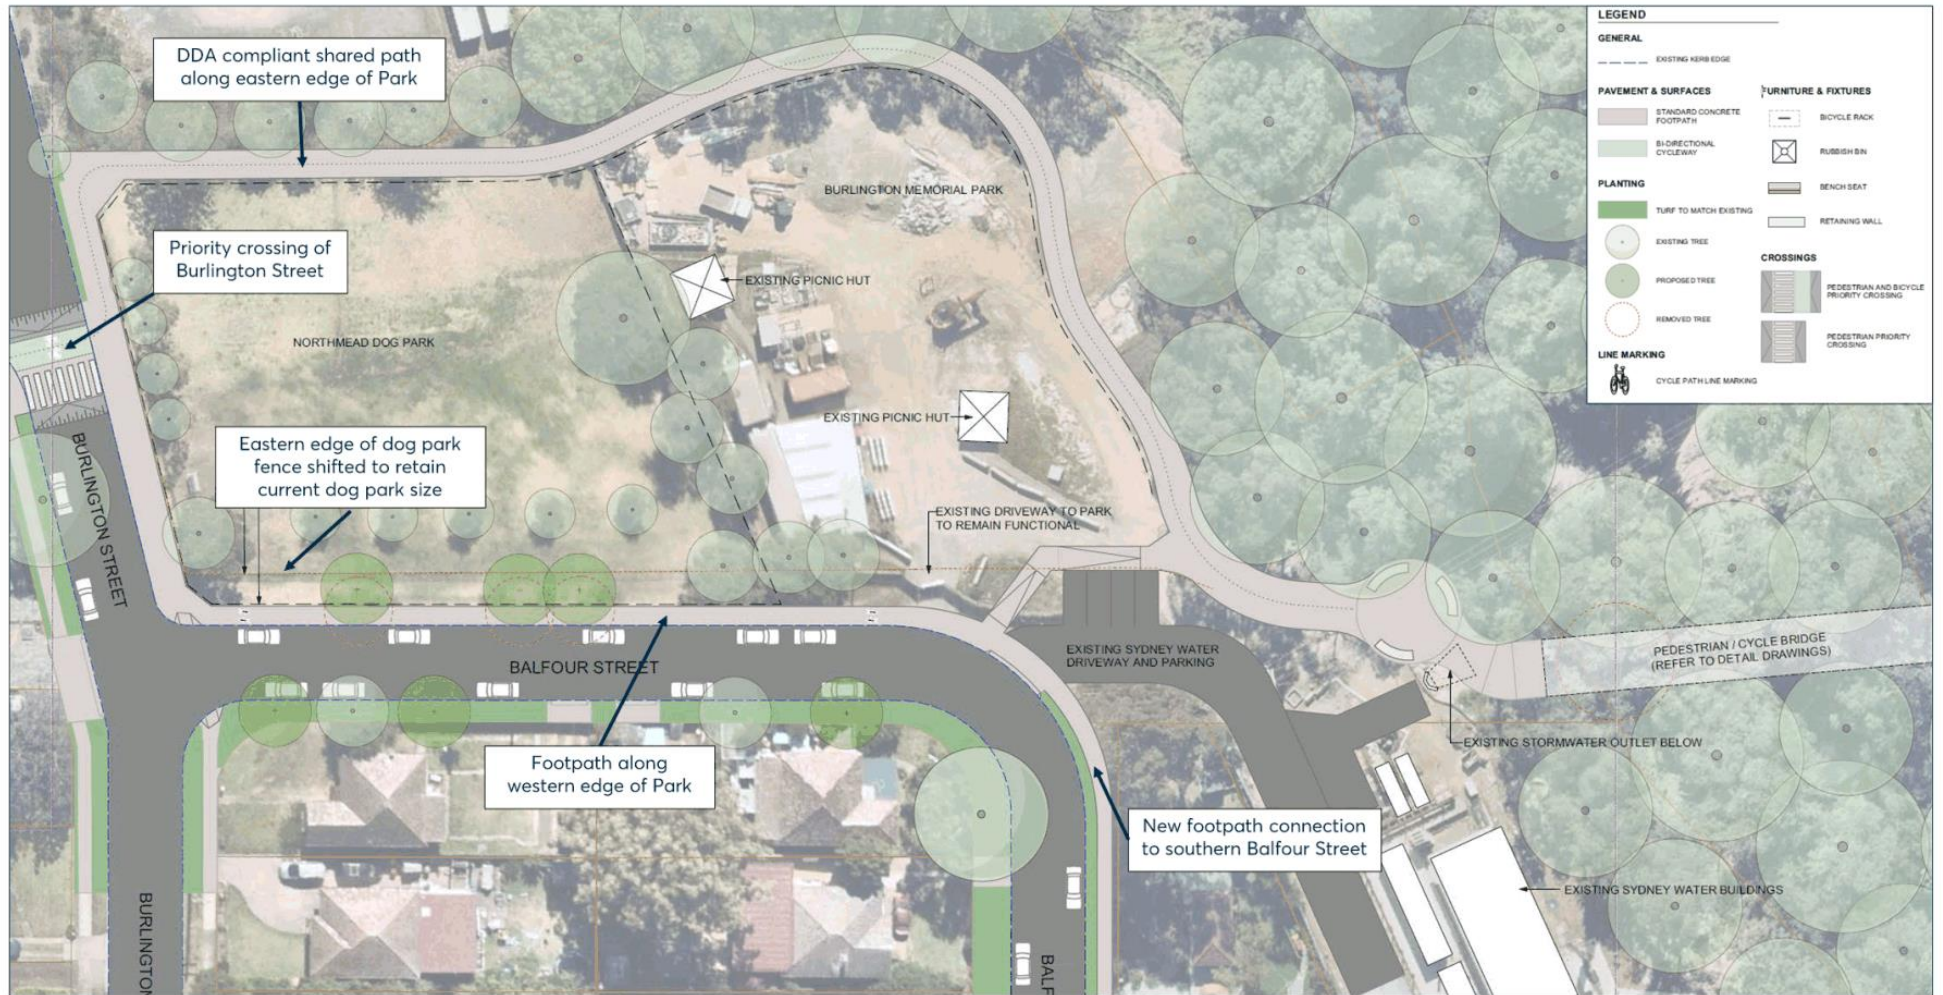 DDA compliant shared path
along eastern edge of Park
Priority crossing of
Burlington Street
NORTHMEAD DOG PARK
BURLINGTON MEMORIAL PARK
EXISTING PICNIC HUT
EXISTING PICNIC HUT
Eastern edge of dog park
fence shifted to retain
current dog park size
EXISTING DRIVEWAY TO PARK
TO REMAIN FUNCTIONAL
BURLINGTON STREET
BALFOUR STREET
EXISTING SYDNEY WATER
DRIVEWAY AND PARKING
PEDESTRIAN / CYCLE BRIDGE
(REFER TO DETAIL DRAWINGS)
EXISTING STORMWATER OUTLET BELOW
Footpath along
western edge of Park
New footpath connection
to southern Balfour Street
EXISTING SYDNEY WATER BUILDINGS
BURLINGTON
BALF
LEGEND
GENERAL
EXISTING KERB EDGE
PAVEMENT & SURFACES
STANDARD CONCRETE
FOOTPATH
BI-DIRECTIONAL
CYCLEWAY
PLANTING
TURF TO MATCH EXISTING
EXISTING TREE
PROPOSED TREE
REMOVED TREE
LINE MARKING
CYCLE PATH LINE MARKING
FURNITURE & FIXTURES
BICYCLE RACK
RUBBISH BIN
BENCH SEAT
RETAINING WALL
CROSSINGS
PEDESTRIAN AND BICYCLE
PRIORITY CROSSING
PEDESTRIAN PRIORITY
CROSSING